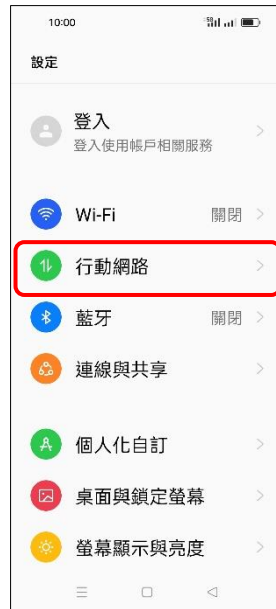 10:00
設定
登入
登入使用帳戶相關服務
Wi-Fi 關閉
行動網路
藍牙 關閉
連線與共享
個人化自訂
桌面與鎖定螢幕
螢幕顯示與亮度